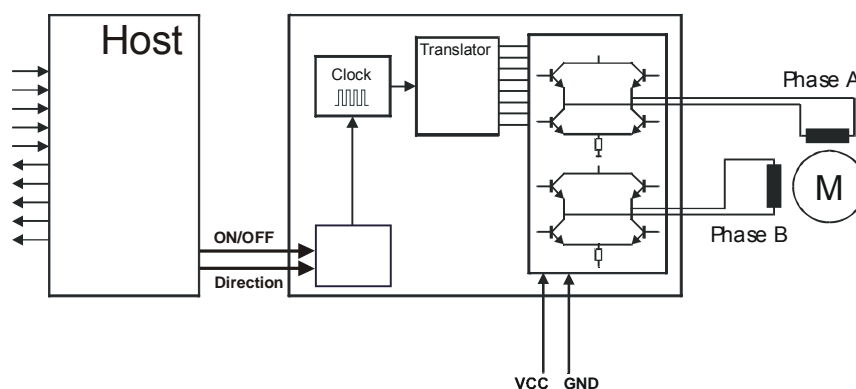 Host
Translator
Clock
Phase A
M
Phase B
ON/OFF
Direction
VCC GND